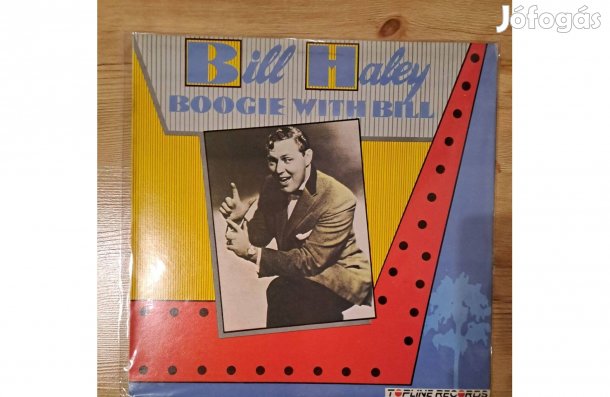 Jófogás
Bill Haley
BOOGIE WITH BILL
TOPLINE RECORDS